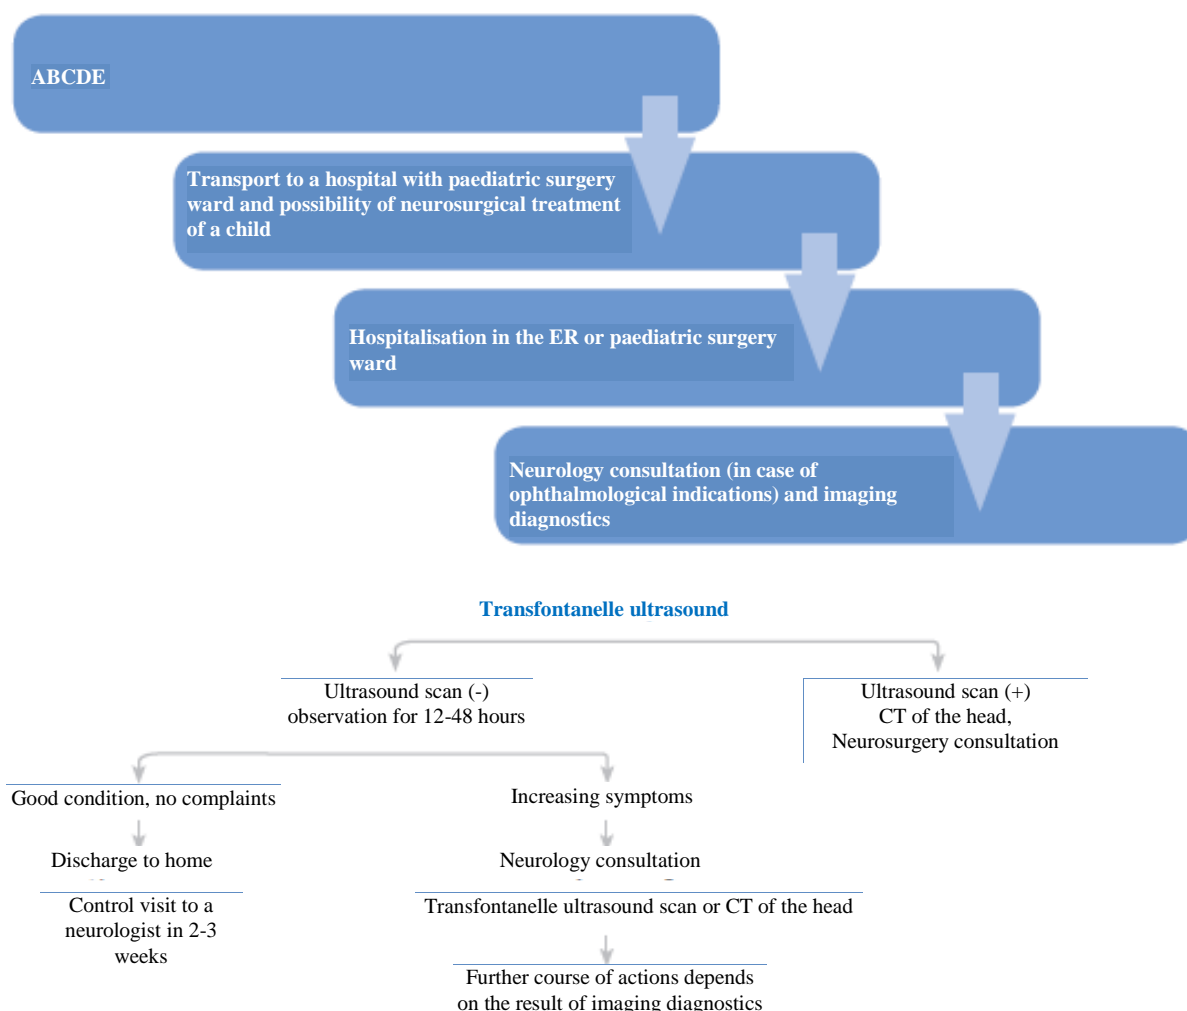 ABCDE
Transport to a hospital with paediatric surgery
ward and possibility of neurosurgical treatment
of a child
Hospitalisation in the ER or paediatric surgery
ward
Neurology consultation (in case of
ophthalmological indications) and imaging
diagnostics
Transfontanelle ultrasound
Ultrasound scan (-)
observation for 12-48 hours
Ultrasound scan (+)
CT of the head,
Neurosurgery consultation
Good condition, no complaints
Increasing symptoms
Discharge to home
Neurology consultation
Control visit to a
neurologist in 2-3
weeks
Transfontanelle ultrasound scan or CT of the head
Further course of actions depends
on the result of imaging diagnostics